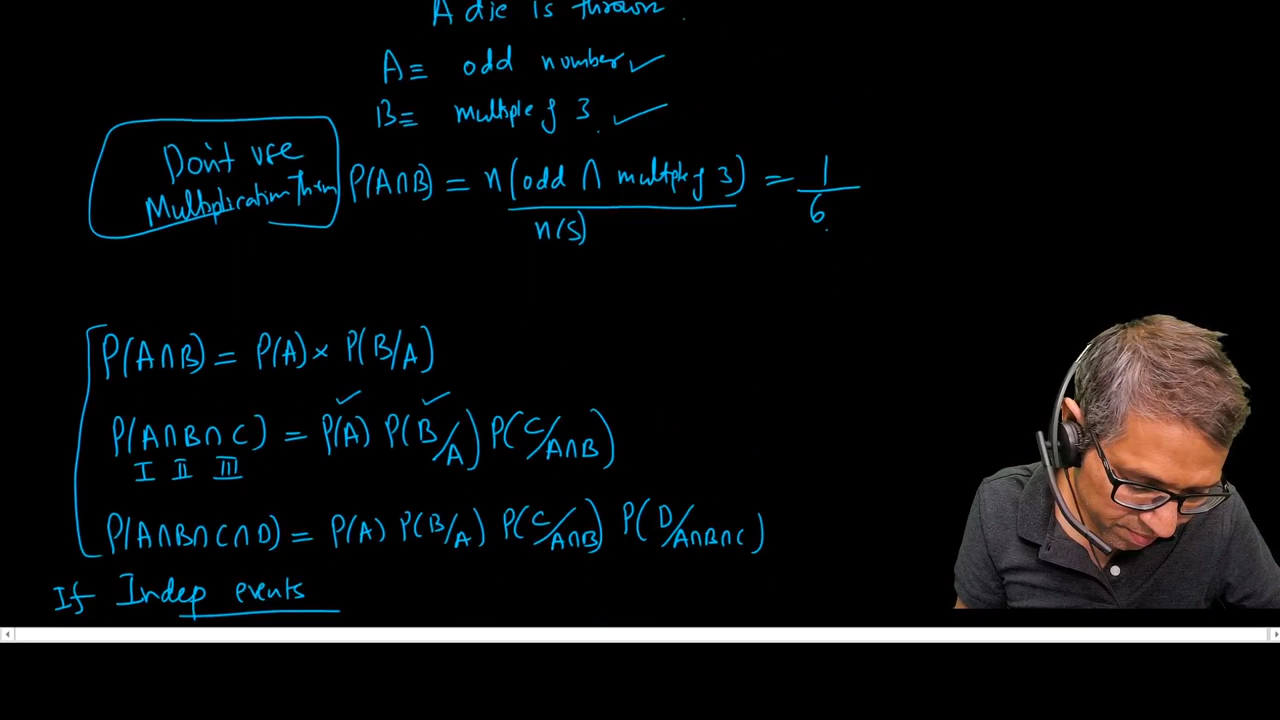 A die is thrown.
A ≡ odd number ✓
B ≡ multiple of 3. ✓
Don't use
Multiplication Thrm
P(A∩B) = n(odd ∩ multiple of 3) / n(S) = 1/6
P(A∩B) = P(A) × P(B/A)
P(A∩B∩C) = P(A) P(B/A) P(C/A∩B)
I II III
P(A∩B∩C∩D) = P(A) P(B/A) P(C/A∩B) P(D/A∩B∩C)
If Indep events